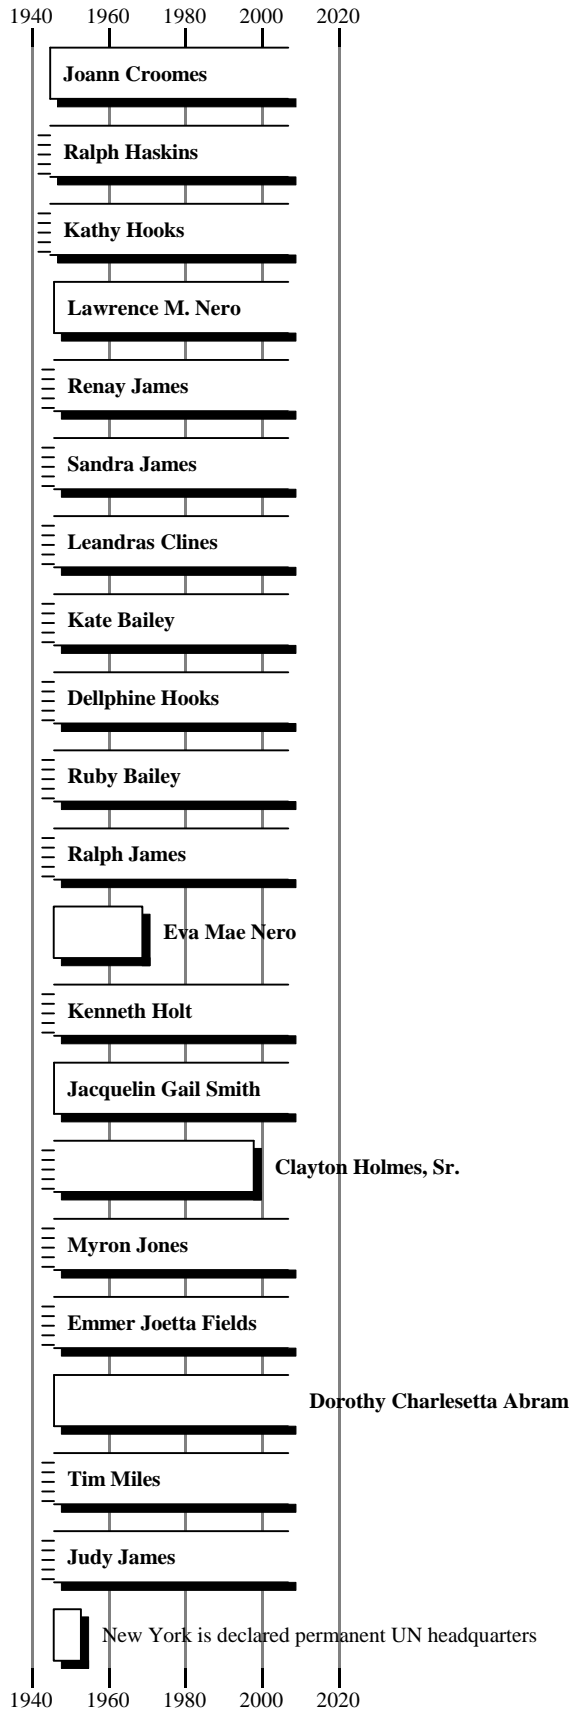 1940 1960 1980 2000 2020
Joann Croomes
Ralph Haskins
Kathy Hooks
Lawrence M. Nero
Renay James
Sandra James
Leandras Clines
Kate Bailey
Dellphine Hooks
Ruby Bailey
Ralph James
Eva Mae Nero
Kenneth Holt
Jacquelin Gail Smith
Clayton Holmes, Sr.
Myron Jones
Emmer Joetta Fields
Dorothy Charlesetta Abram
Tim Miles
Judy James
New York is declared permanent UN headquarters
1940 1960 1980 2000 2020